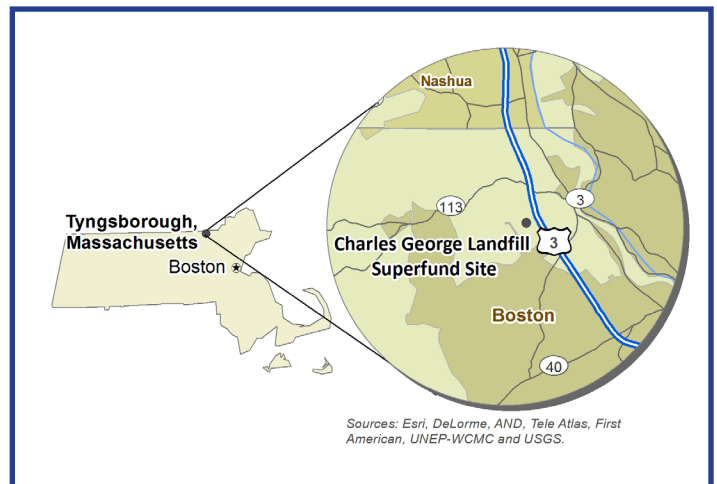 Nashua
113
3
Tyngsborough,
Massachusetts
Charles George Landfill
Superfund Site
3
Boston
Boston
40
Sources: Esri, DeLorme, AND, Tele Atlas, First
American, UNEP-WCMC and USGS.